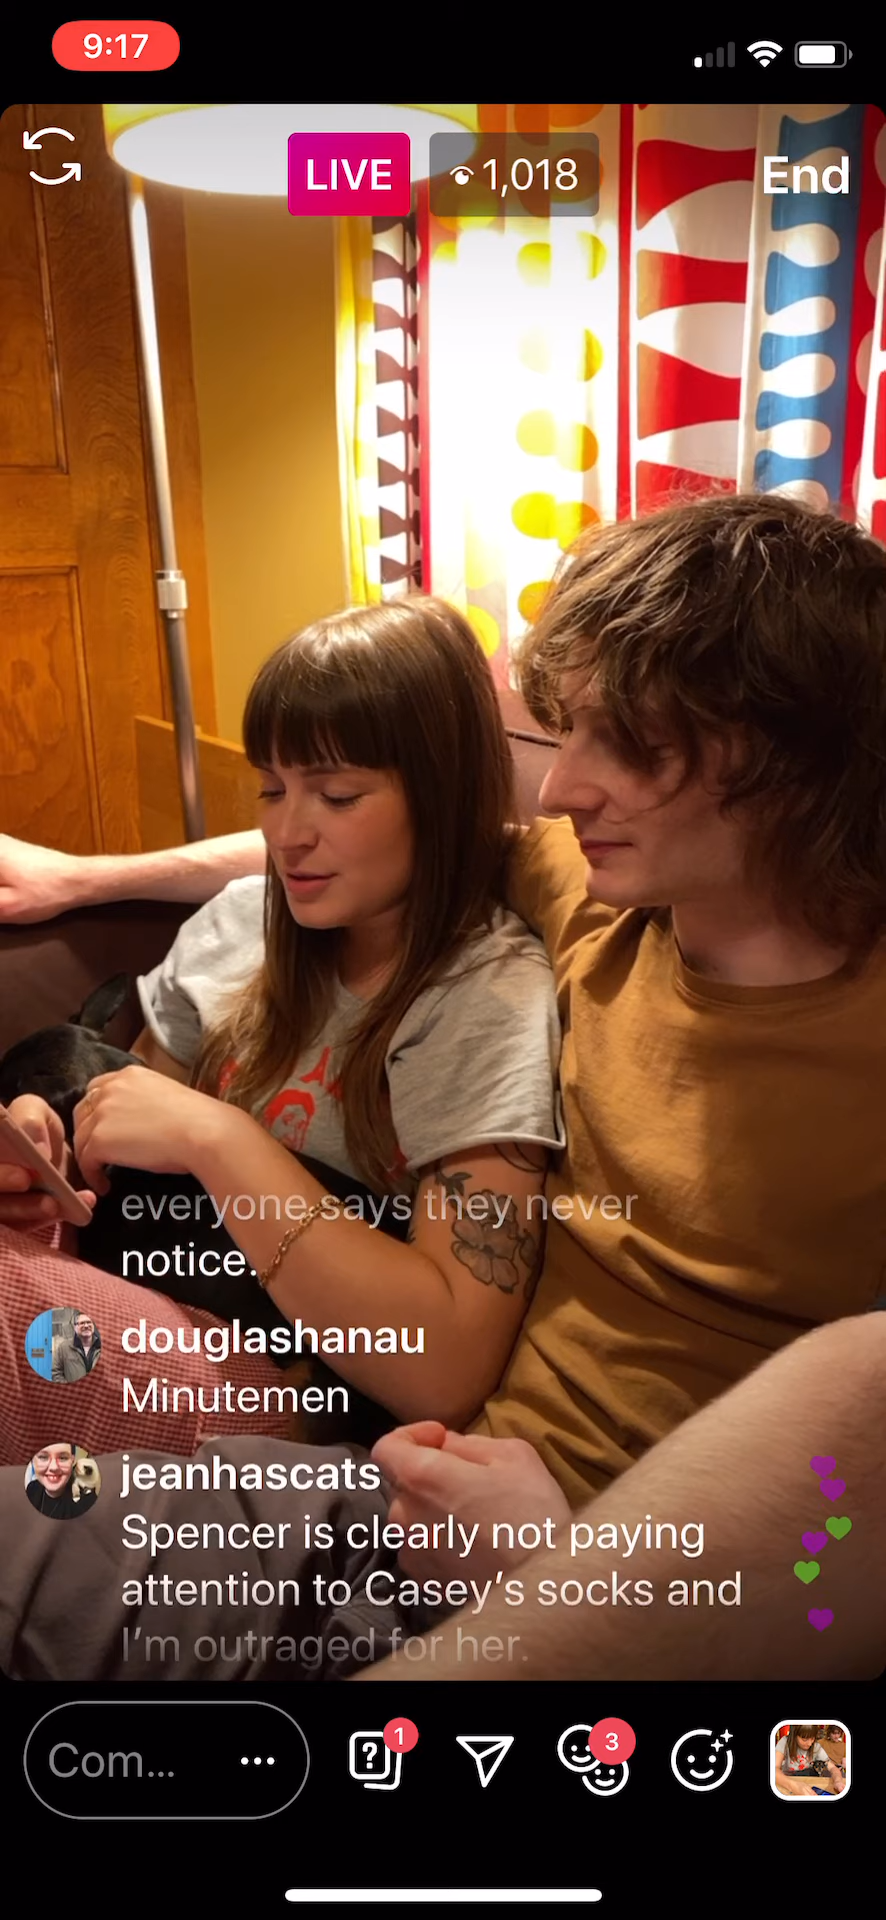 9:17
LIVE
1,018
End
everyone says they never
notice.
douglashanau
Minutemen
jeanhascats
Spencer is clearly not paying
attention to Casey’s socks and
I’m outraged for her.
Com...
1
3